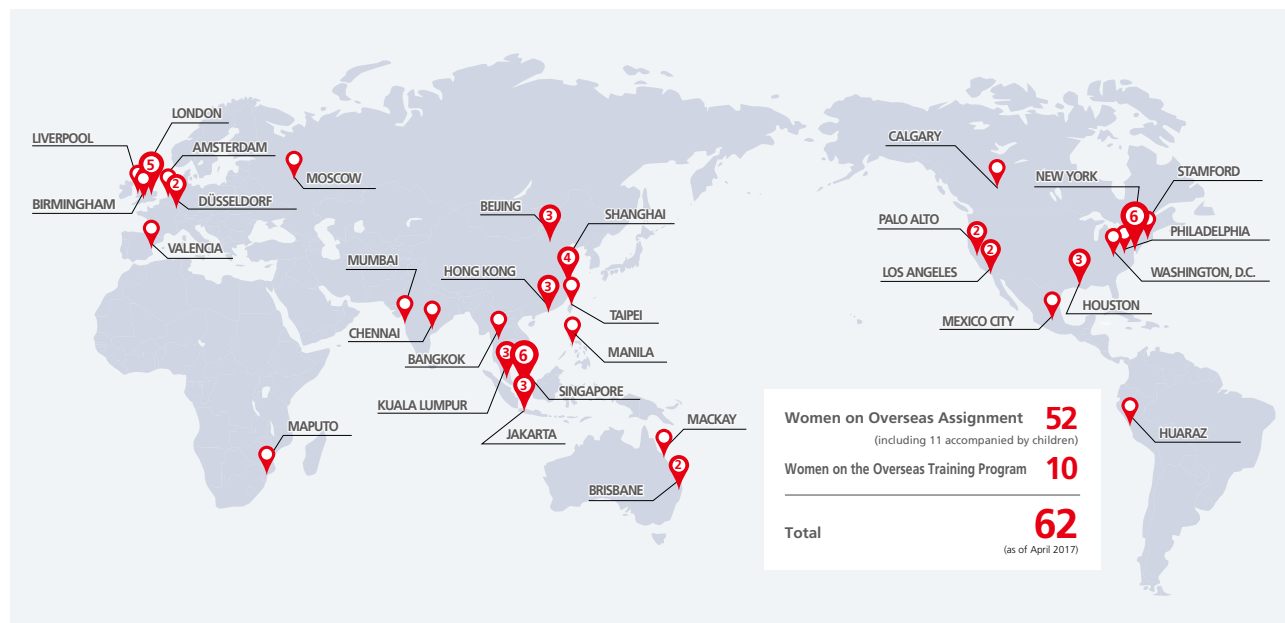 LONDON
LIVERPOOL
5
AMSTERDAM
2
BIRMINGHAM
DÜSSELDORF
MOSCOW
VALENCIA
BEIJING
3
SHANGHAI
4
MUMBAI
HONG KONG
3
TAIPEI
CHENNAI
BANGKOK
MANILA
3
6
KUALA LUMPUR
3
SINGAPORE
JAKARTA
MAPUTO
MACKAY
2
BRISBANE
CALGARY
NEW YORK
STAMFORD
6
PALO ALTO
2
PHILADELPHIA
2
LOS ANGELES
3
WASHINGTON, D.C.
HOUSTON
MEXICO CITY
HUARAZ
Women on Overseas Assignment 52
(including 11 accompanied by children)
Women on the Overseas Training Program 10
Total 62
(as of April 2017)